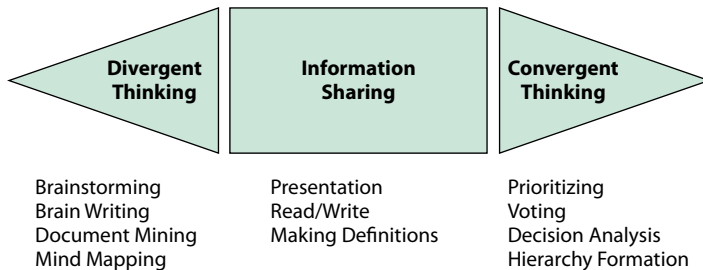 Divergent
Thinking
Information
Sharing
Convergent
Thinking
Brainstorming
Brain Writing
Document Mining
Mind Mapping
Presentation
Read/Write
Making Definitions
Prioritizing
Voting
Decision Analysis
Hierarchy Formation